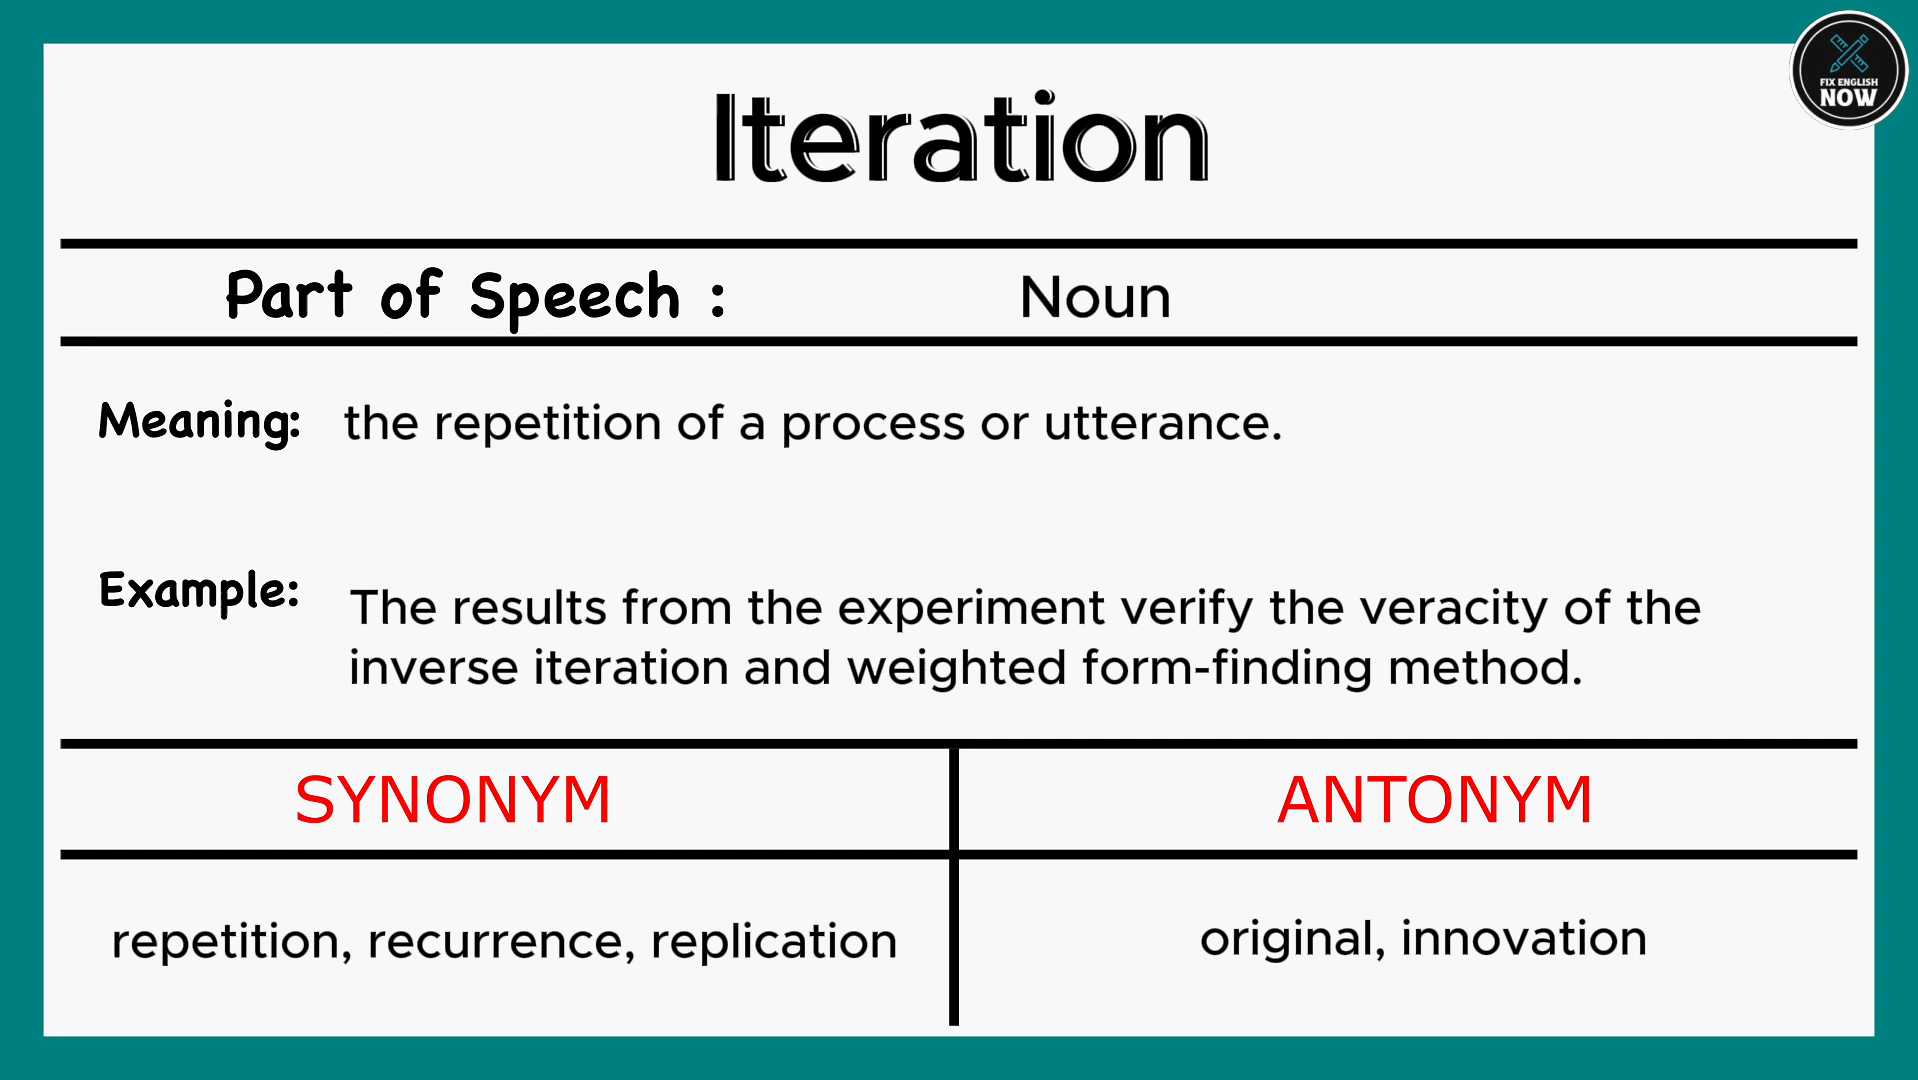 FIX ENGLISH
NOW
Iteration
Part of Speech : Noun
Meaning: the repetition of a process or utterance.
Example: The results from the experiment verify the veracity of the
inverse iteration and weighted form-finding method.
SYNONYM ANTONYM
repetition, recurrence, replication original, innovation